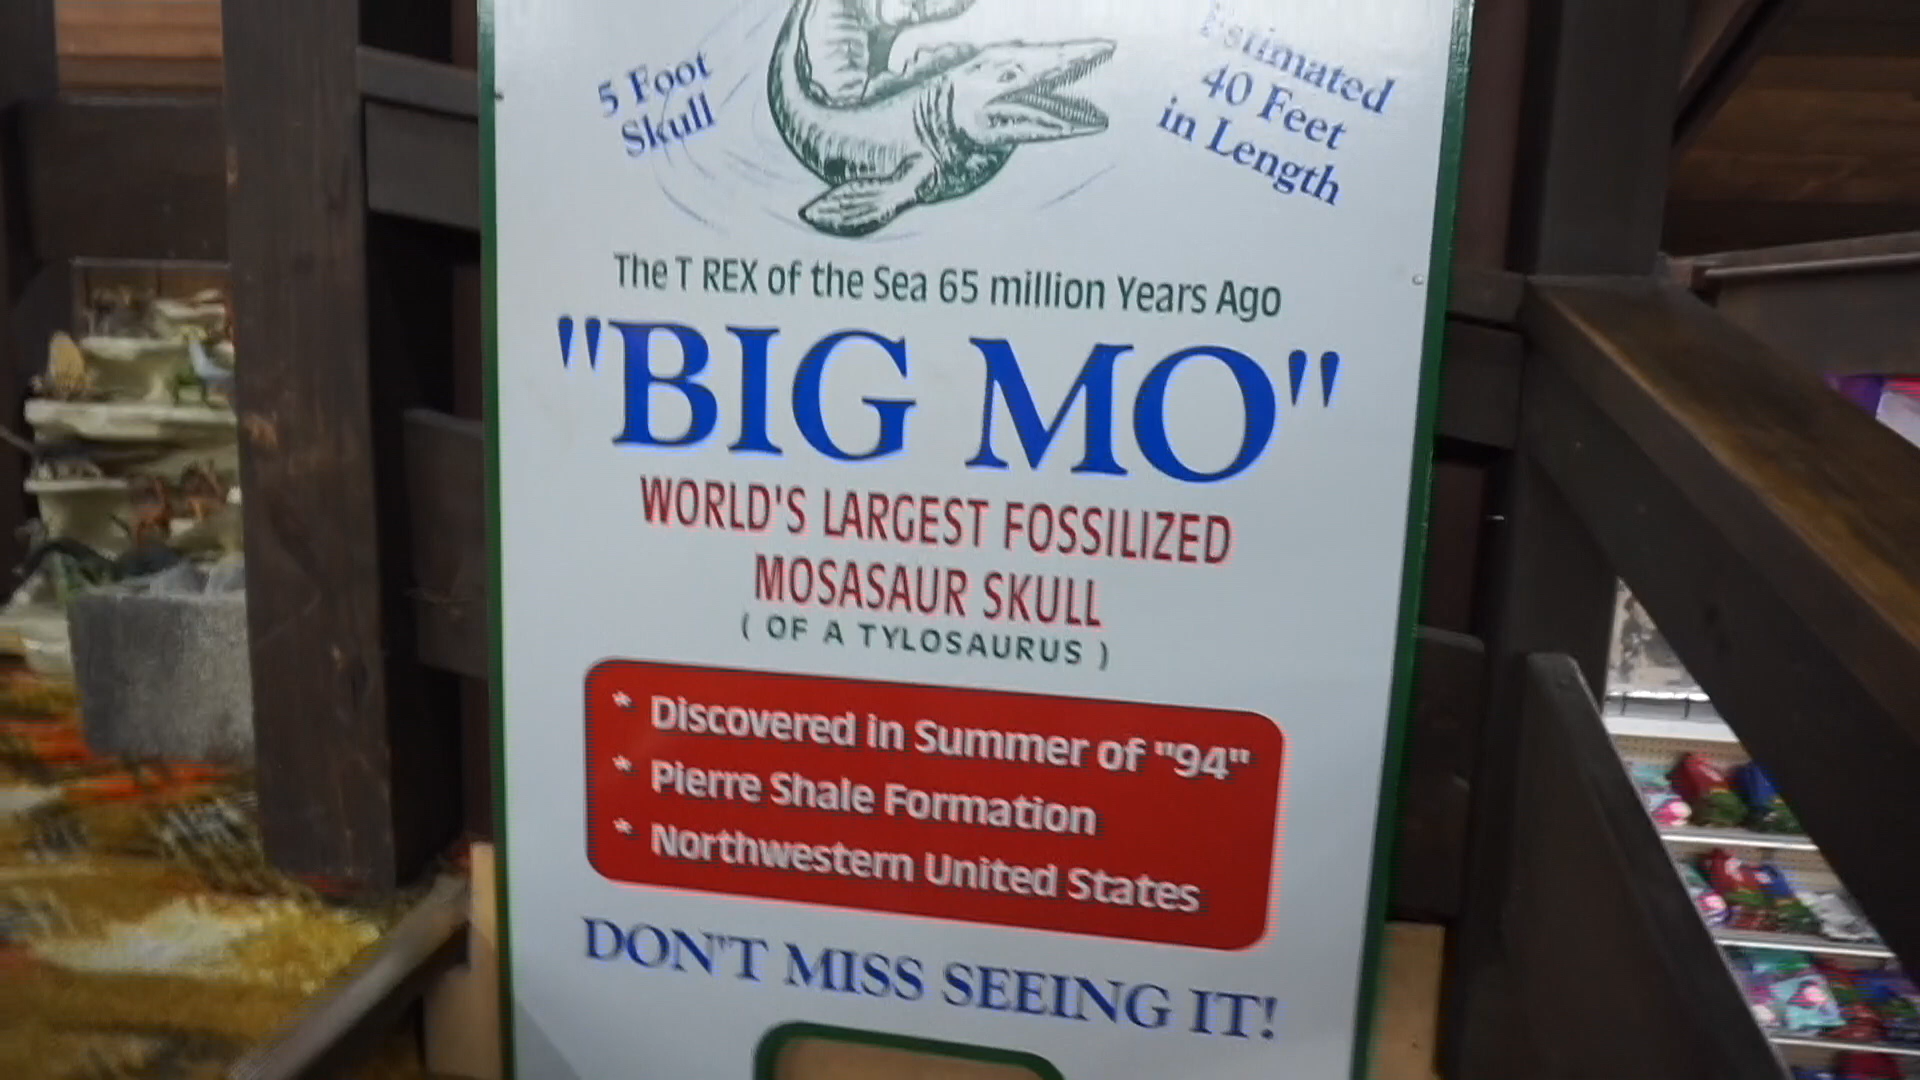 5 Foot
Skull
Estimated
40 Feet
in Length
The T REX of the Sea 65 million Years Ago
"BIG MO"
WORLD'S LARGEST FOSSILIZED
MOSASAUR SKULL
( OF A TYLOSAURUS )
* Discovered in Summer of "94"
* Pierre Shale Formation
* Northwestern United States
DON'T MISS SEEING IT!